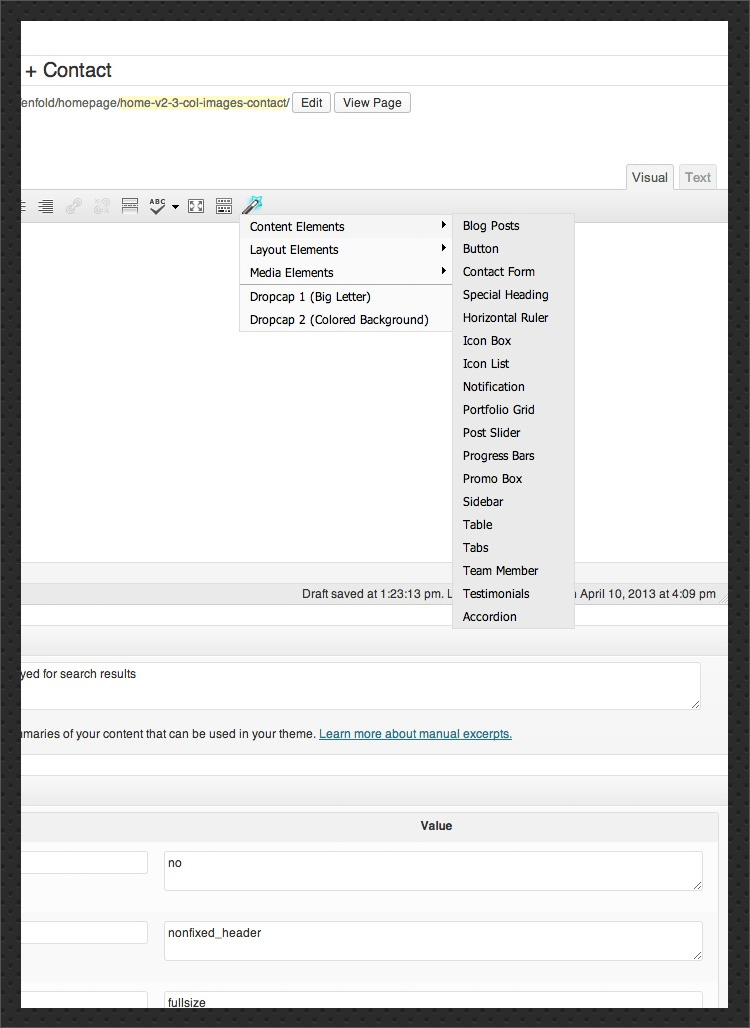 + Contact
enfold/homepage/home-v2-3-col-images-contact/ Edit View Page
Visual Text
ABC
Content Elements
Layout Elements
Media Elements
Dropcap 1 (Big Letter)
Dropcap 2 (Colored Background)
Blog Posts
Button
Contact Form
Special Heading
Horizontal Ruler
Icon Box
Icon List
Notification
Portfolio Grid
Post Slider
Progress Bars
Promo Box
Sidebar
Table
Tabs
Team Member
Testimonials
Accordion
Draft saved at 1:23:13 pm. L April 10, 2013 at 4:09 pm
yed for search results
maries of your content that can be used in your theme. Learn more about manual excerpts.
Value
no
nonfixed_header
fullsize